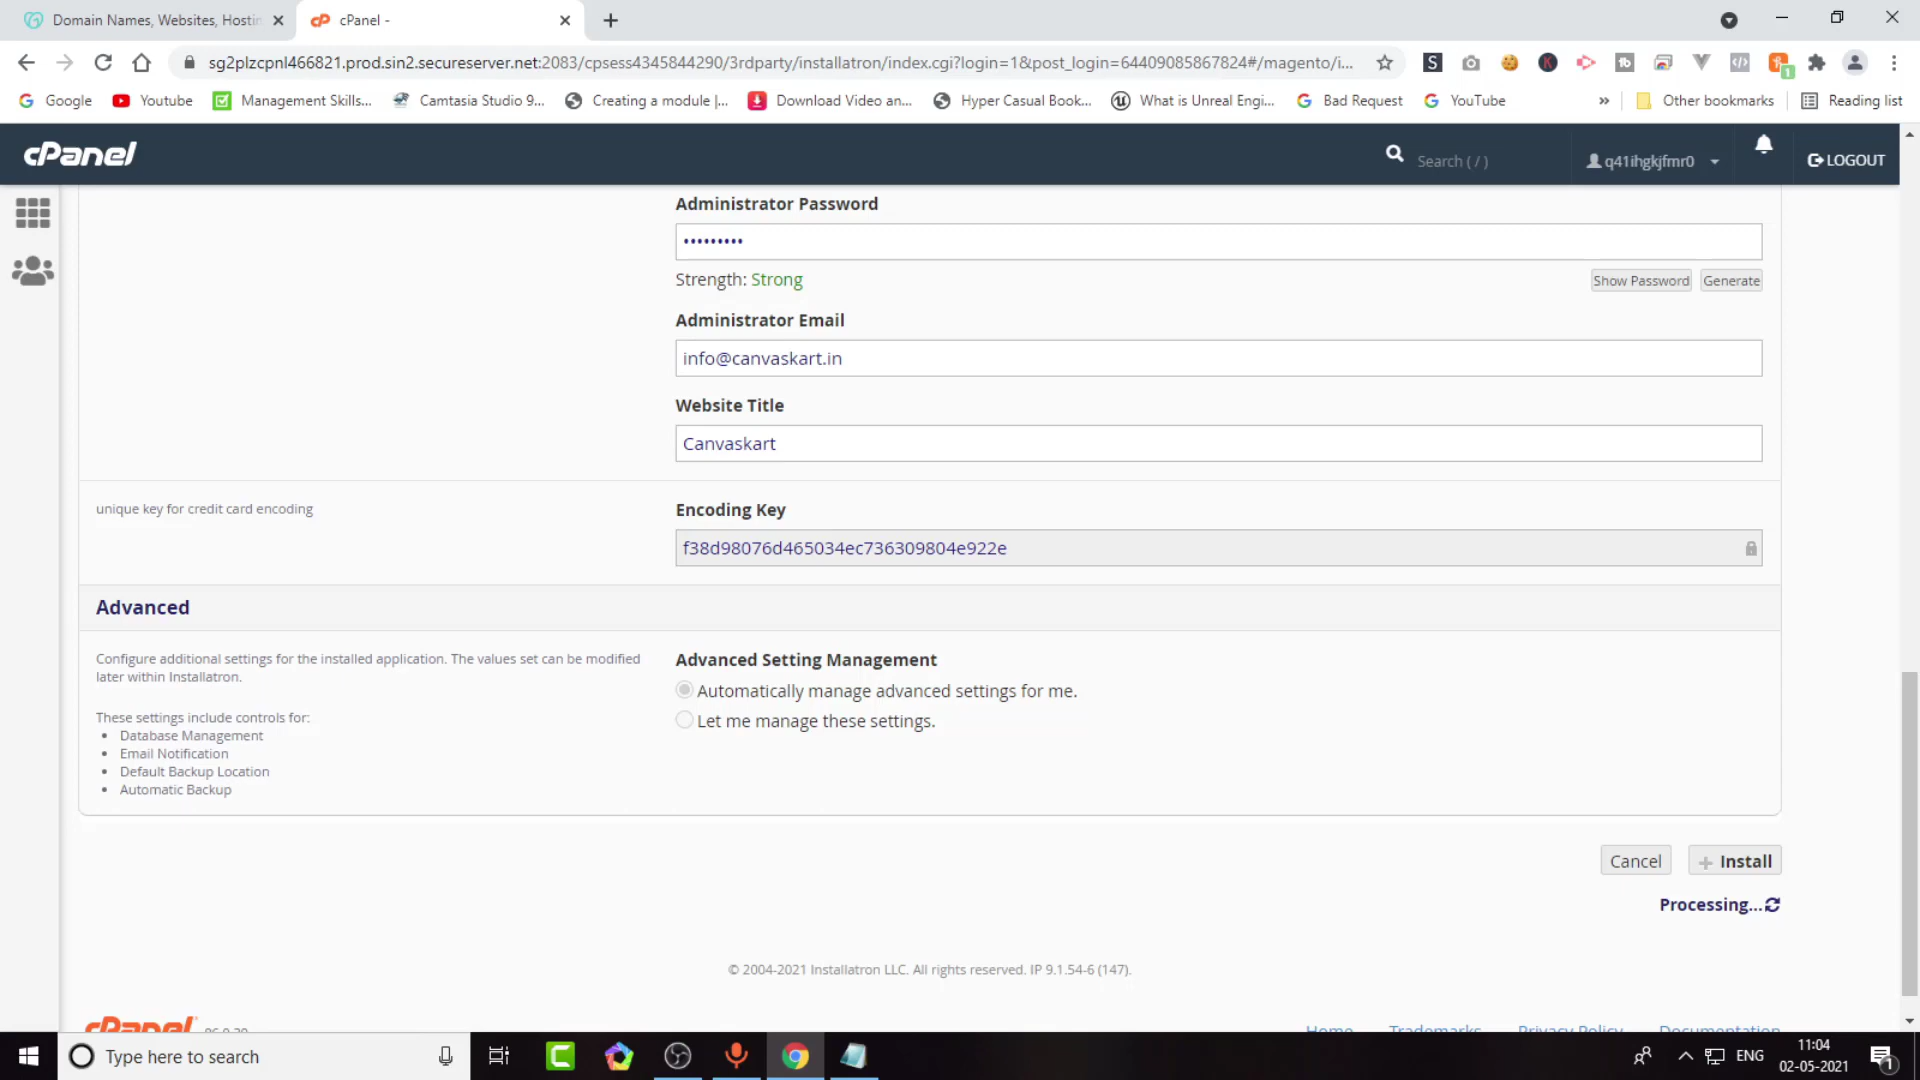 Domain Names, Websites, Hostin
cPanel -
sg2plzcpnl466821.prod.sin2.secureserver.net:2083/cpsess4345844290/3rdparty/installatron/index.cgi?login=1&post_login=64409085867824#/magento/i...
Google
Youtube
Management Skills...
Camtasia Studio 9...
Creating a module |...
Download Video an...
Hyper Casual Book...
What is Unreal Engi...
Bad Request
YouTube
»
Other bookmarks
Reading list
cPanel
Search ( / )
q41ihgkjfmr0
LOGOUT
Administrator Password
•••••••••
Strength: Strong
Show Password
Generate
Administrator Email
info@canvaskart.in
Website Title
Canvaskart
unique key for credit card encoding
Encoding Key
f38d98076d465034ec736309804e922e
Advanced
Configure additional settings for the installed application. The values set can be modified
later within Installatron.
These settings include controls for:
• Database Management
• Email Notification
• Default Backup Location
• Automatic Backup
Advanced Setting Management
Automatically manage advanced settings for me.
Let me manage these settings.
Cancel
+ Install
Processing...
© 2004-2021 Installatron LLC. All rights reserved. IP 9.1.54-6 (147).
cPanel
Home
Trademarks
Privacy Policy
Documentation
Type here to search
ENG
11:04
02-05-2021
1